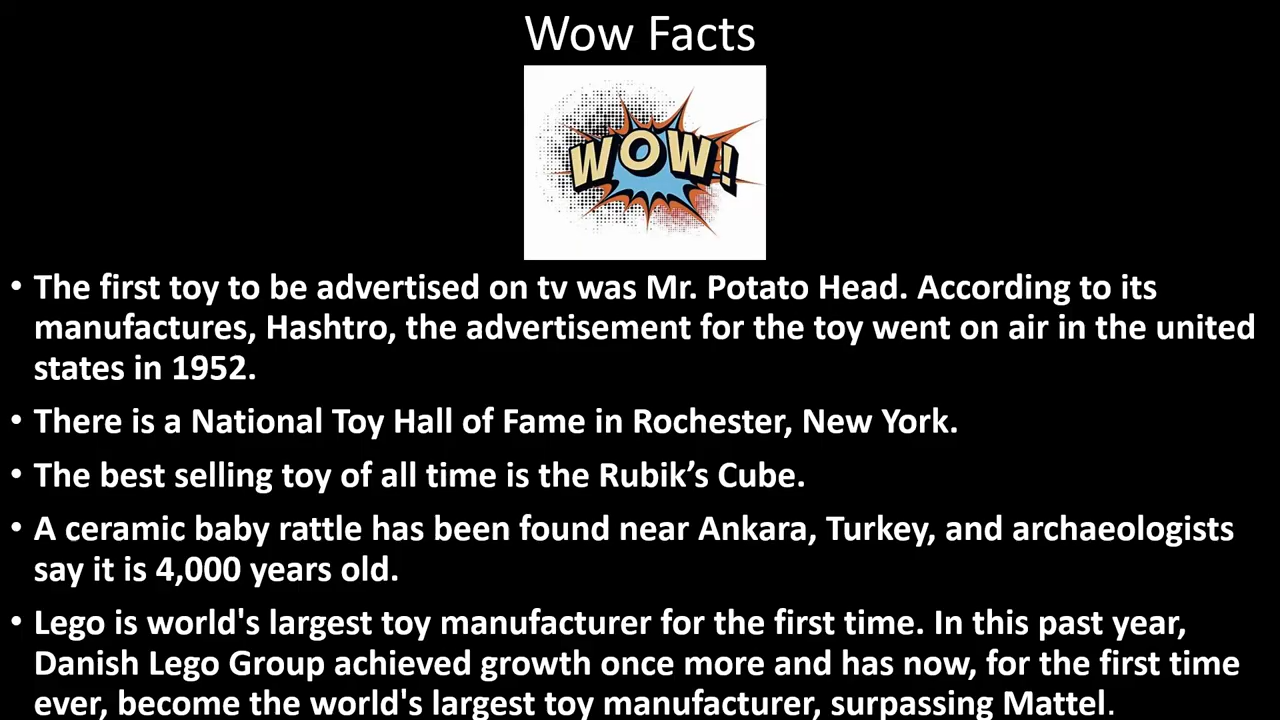 Wow Facts
WOW!
• The first toy to be advertised on tv was Mr. Potato Head. According to its
manufactures, Hashtro, the advertisement for the toy went on air in the united
states in 1952.
• There is a National Toy Hall of Fame in Rochester, New York.
• The best selling toy of all time is the Rubik’s Cube.
• A ceramic baby rattle has been found near Ankara, Turkey, and archaeologists
say it is 4,000 years old.
• Lego is world's largest toy manufacturer for the first time. In this past year,
Danish Lego Group achieved growth once more and has now, for the first time
ever, become the world's largest toy manufacturer, surpassing Mattel.